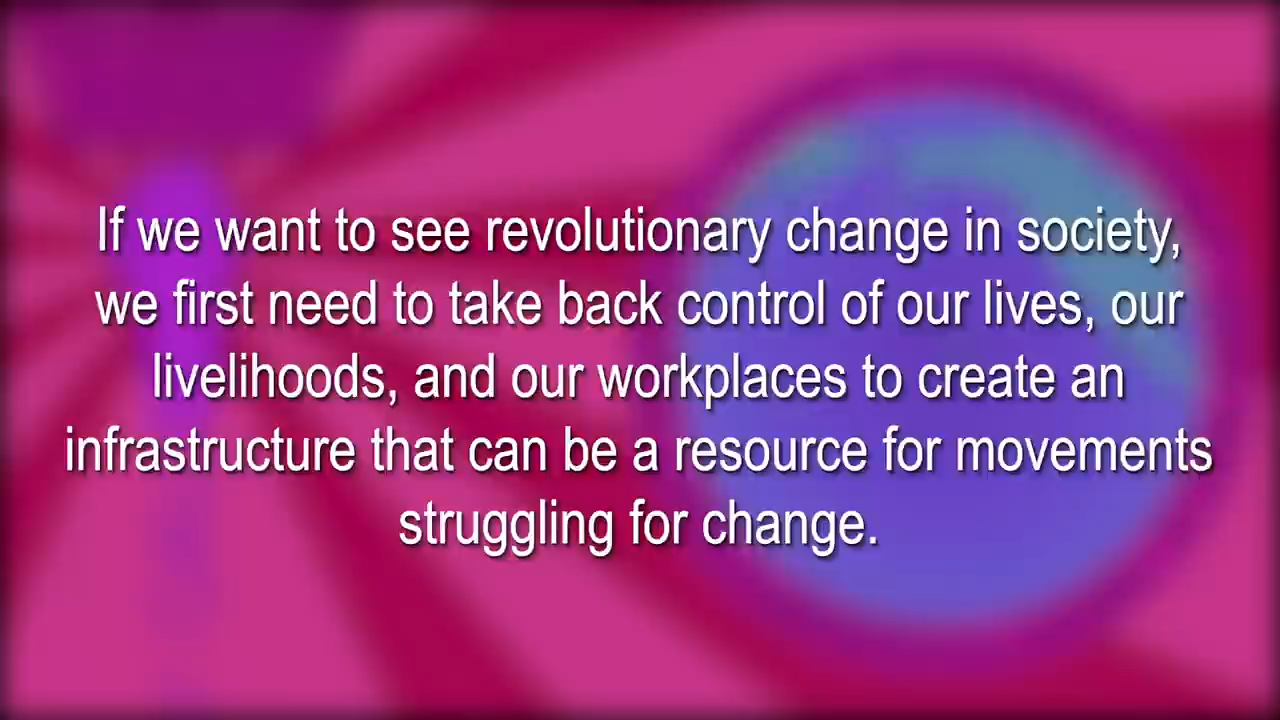 If we want to see revolutionary change in society,
we first need to take back control of our lives, our
livelihoods, and our workplaces to create an
infrastructure that can be a resource for movements
struggling for change.